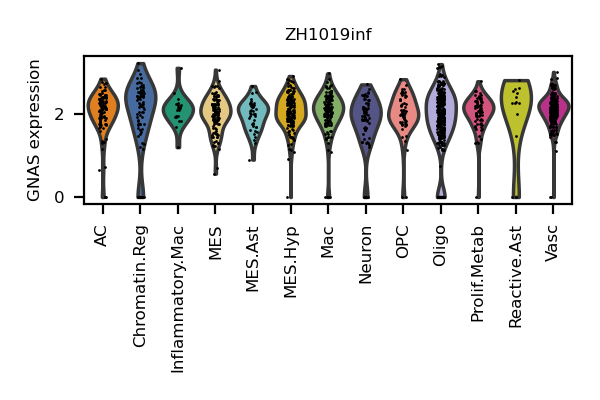 ZH1019inf
GNAS expression
2
0
AC
Chromatin.Reg
Inflammatory.Mac
MES
MES.Ast
MES.Hyp
Mac
Neuron
OPC
Oligo
Prolif.Metab
Reactive.Ast
Vasc